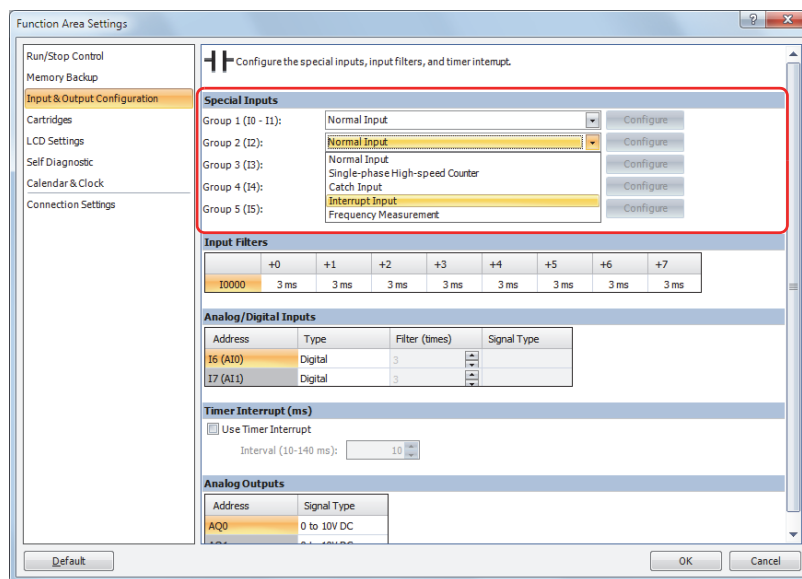 Function Area Settings
Run/Stop Control
Memory Backup
Input & Output Configuration
Cartridges
LCD Settings
Self Diagnostic
Calendar & Clock
Connection Settings
Configure the special inputs, input filters, and timer interrupt.
Special Inputs
Group 1 (I0 - I1): Normal Input Configure
Group 2 (I2): Normal Input Configure
Group 3 (I3): Configure
Group 4 (I4): Configure
Group 5 (I5): Configure
Normal Input
Single-phase High-speed Counter
Catch Input
Interrupt Input
Frequency Measurement
Input Filters
+0 +1 +2 +3 +4 +5 +6 +7
I0000 3 ms 3 ms 3 ms 3 ms 3 ms 3 ms 3 ms 3 ms
Analog/Digital Inputs
Address Type Filter (times) Signal Type
I6 (AI0) Digital 3
I7 (AI1) Digital 3
Timer Interrupt (ms)
Use Timer Interrupt
Interval (10-140 ms): 10
Analog Outputs
Address Signal Type
AQ0 0 to 10V DC
Default OK Cancel